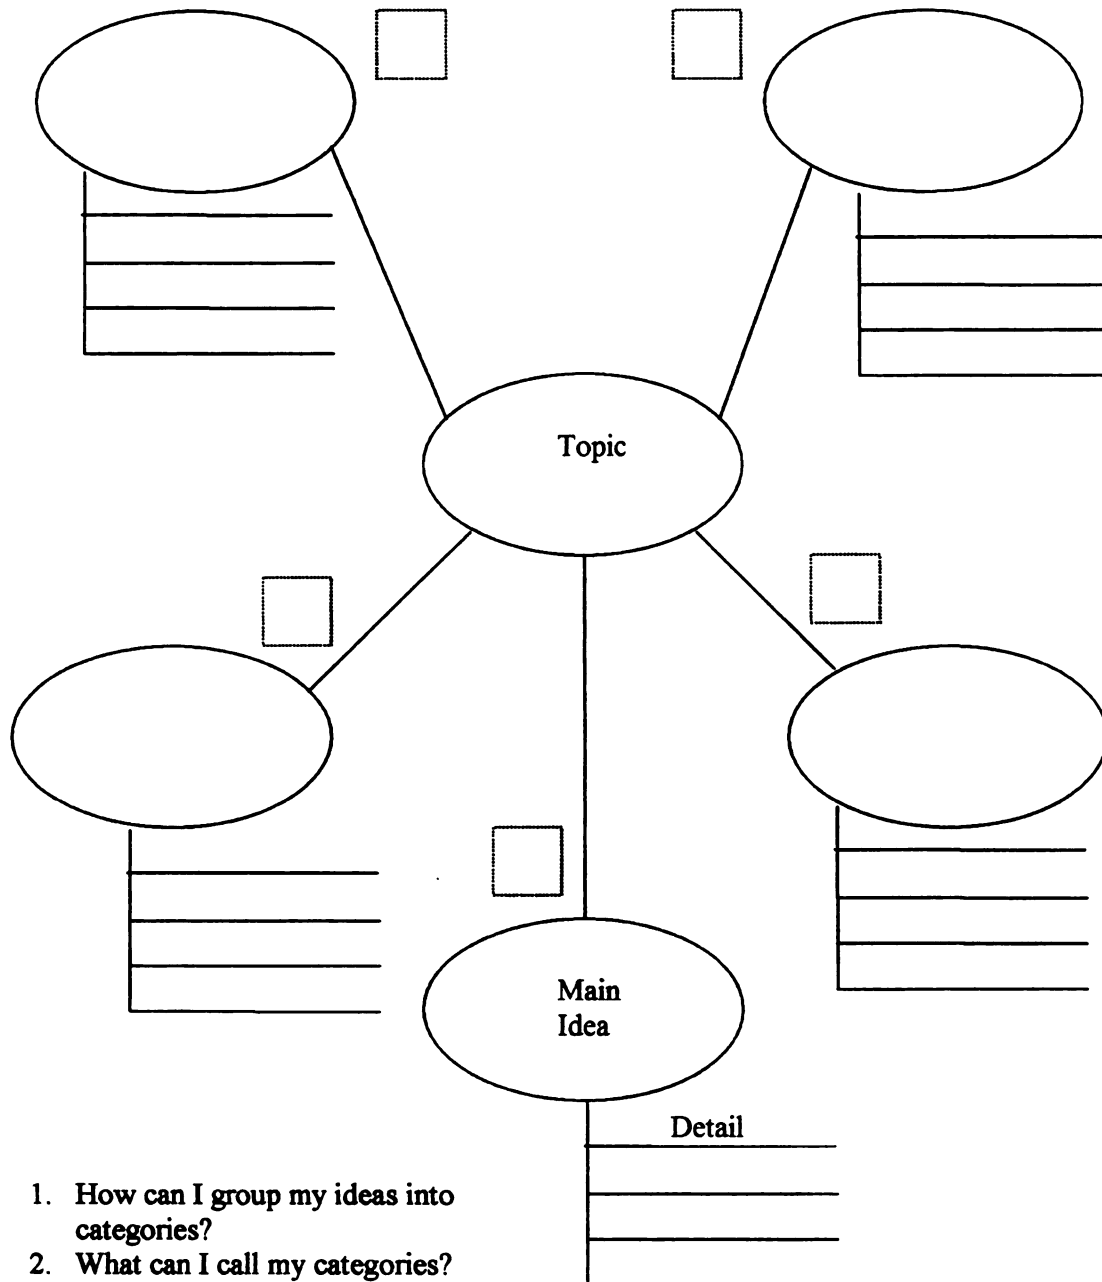 Topic
Main
Idea
Detail
1. How can I group my ideas into
categories?
2. What can I call my categories?